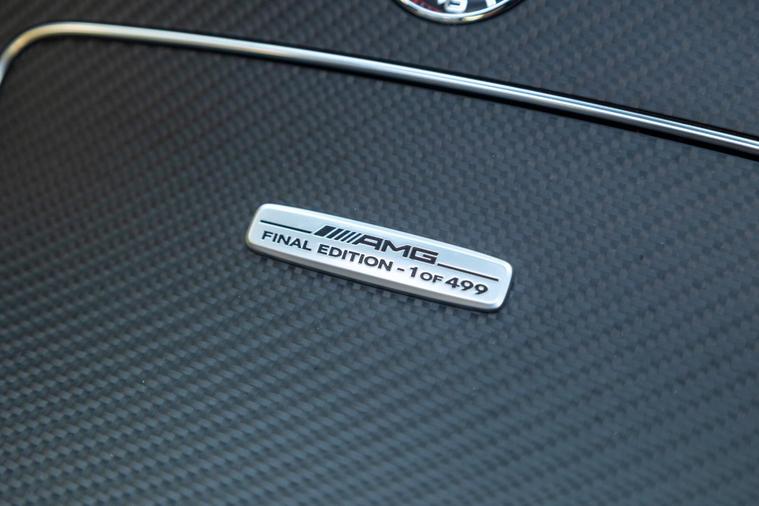 AMG
FINAL EDITION - 1 OF 499